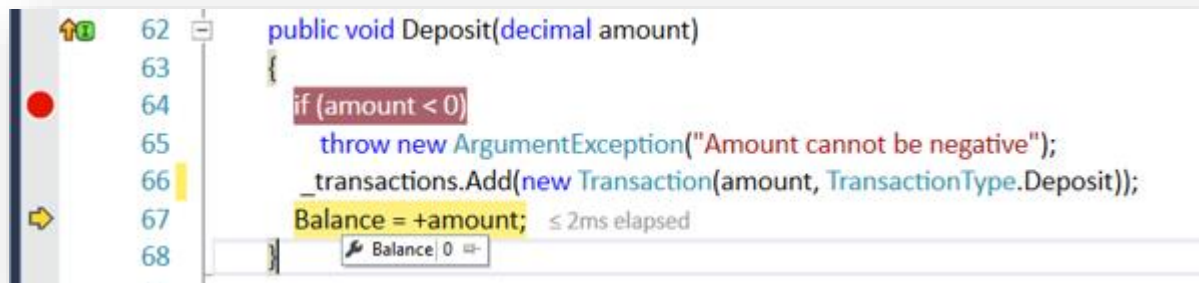 62 public void Deposit(decimal amount)
63 {
64 if (amount < 0)
65 throw new ArgumentException("Amount cannot be negative");
66 _transactions.Add(new Transaction(amount, TransactionType.Deposit));
67 Balance = +amount; ≤ 2ms elapsed
Balance 0
68 }